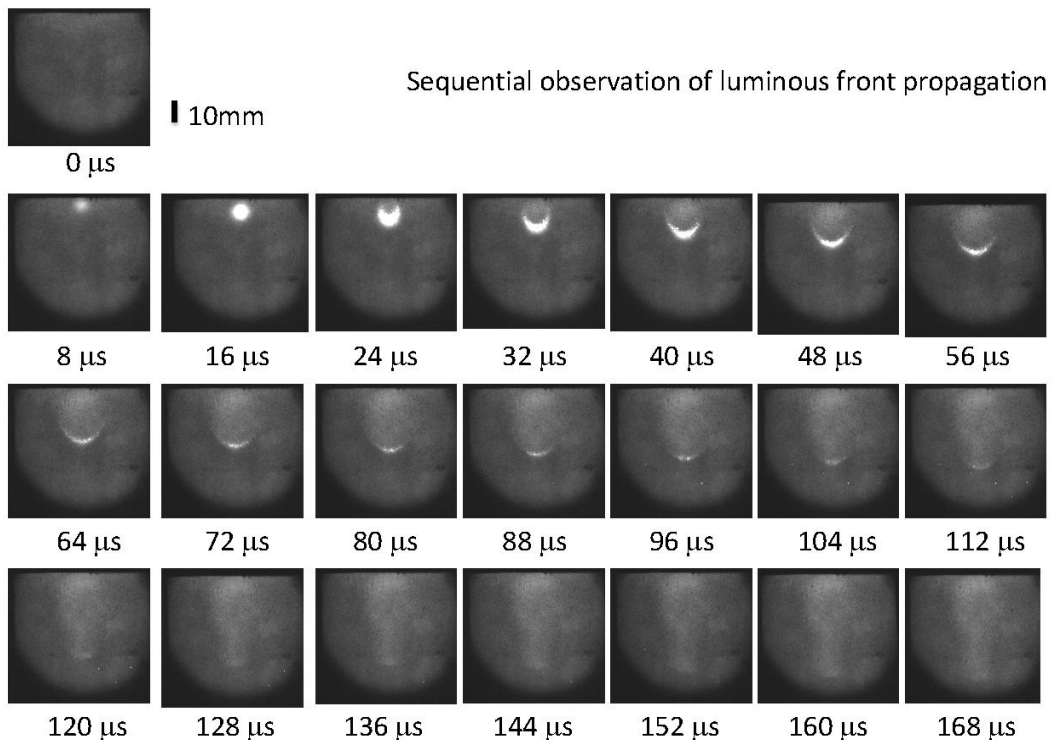 Sequential observation of luminous front propagation
10mm
0 μs
8 μs 16 μs 24 μs 32 μs 40 μs 48 μs 56 μs
64 μs 72 μs 80 μs 88 μs 96 μs 104 μs 112 μs
120 μs 128 μs 136 μs 144 μs 152 μs 160 μs 168 μs